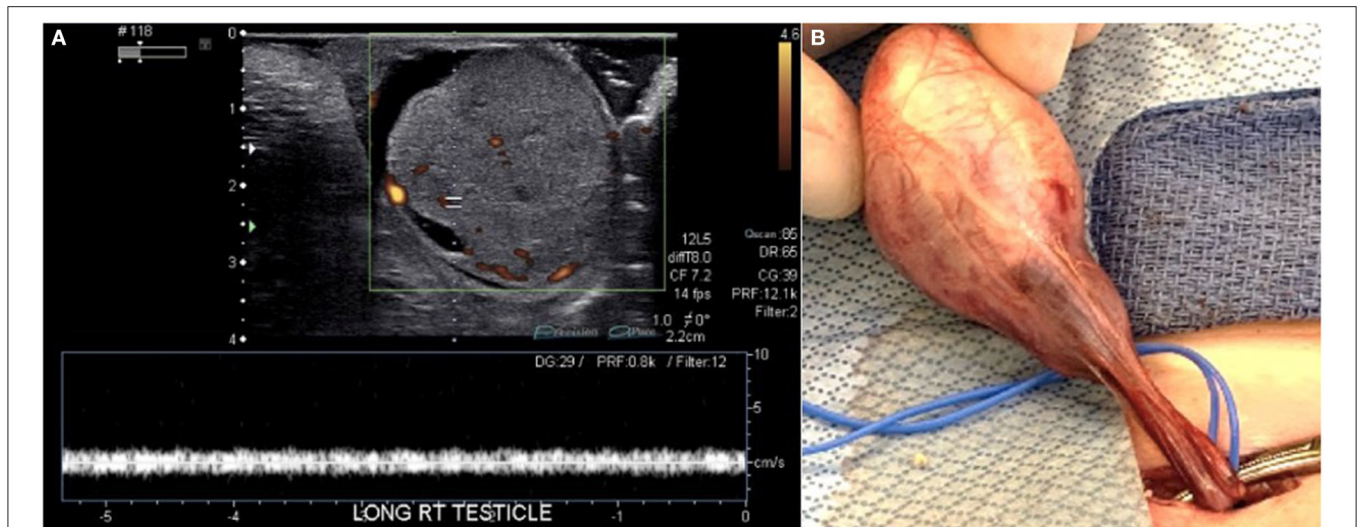 A
#118
0
1
2
3
4
4.6
12L5
diffT8.0
CF 7.2
14 fps
Qscan:85
DR:65
CG:39
PRF:12.1k
Filter:2
1.0 ≠0°
2.2cm
Precision APure
DG:29 / PRF:0.8k / Filter:12
10
5
cm/s
-5 -4 -1 0
LONG RT TESTICLE
B